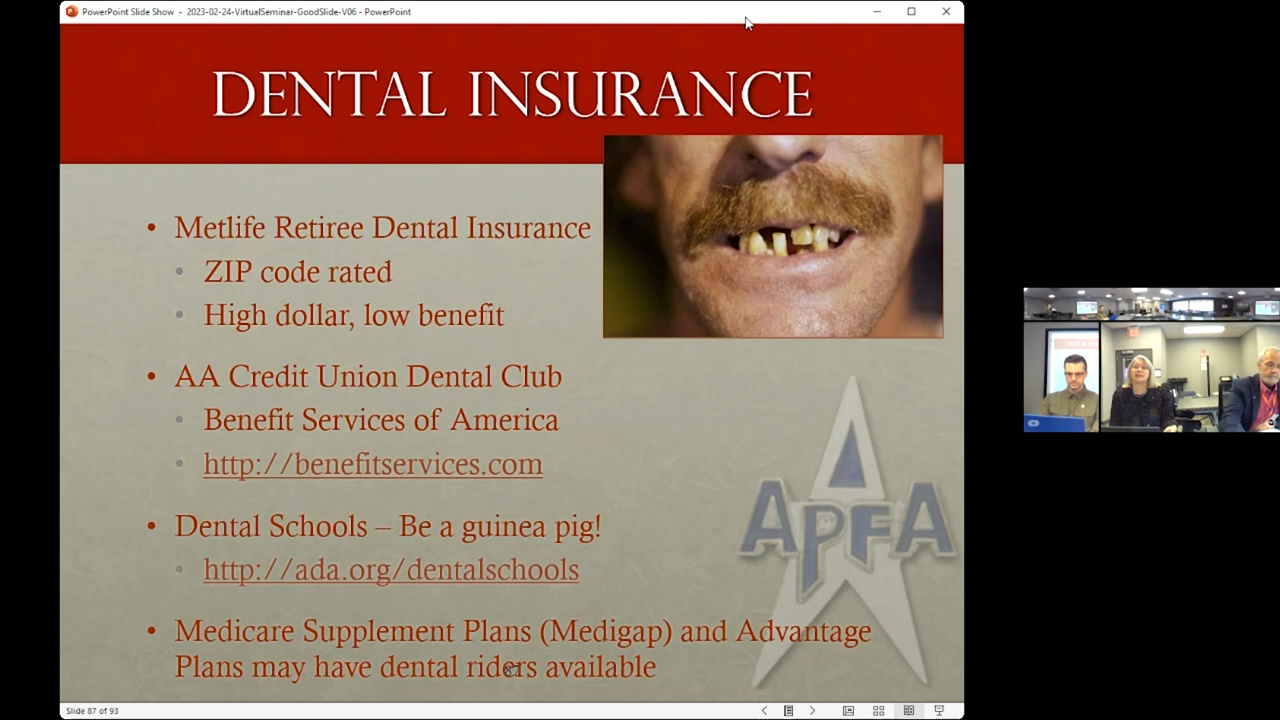 PowerPoint Slide Show - 2023-02-24-VirtualSeminar-GoodSlide-V06 - PowerPoint
DENTAL INSURANCE
• Metlife Retiree Dental Insurance
• ZIP code rated
• High dollar, low benefit
• AA Credit Union Dental Club
• Benefit Services of America
• http://benefitservices.com
• Dental Schools – Be a guinea pig!
• http://ada.org/dentalschools
• Medicare Supplement Plans (Medigap) and Advantage
Plans may have dental riders available
APFA
Slide 87 of 93